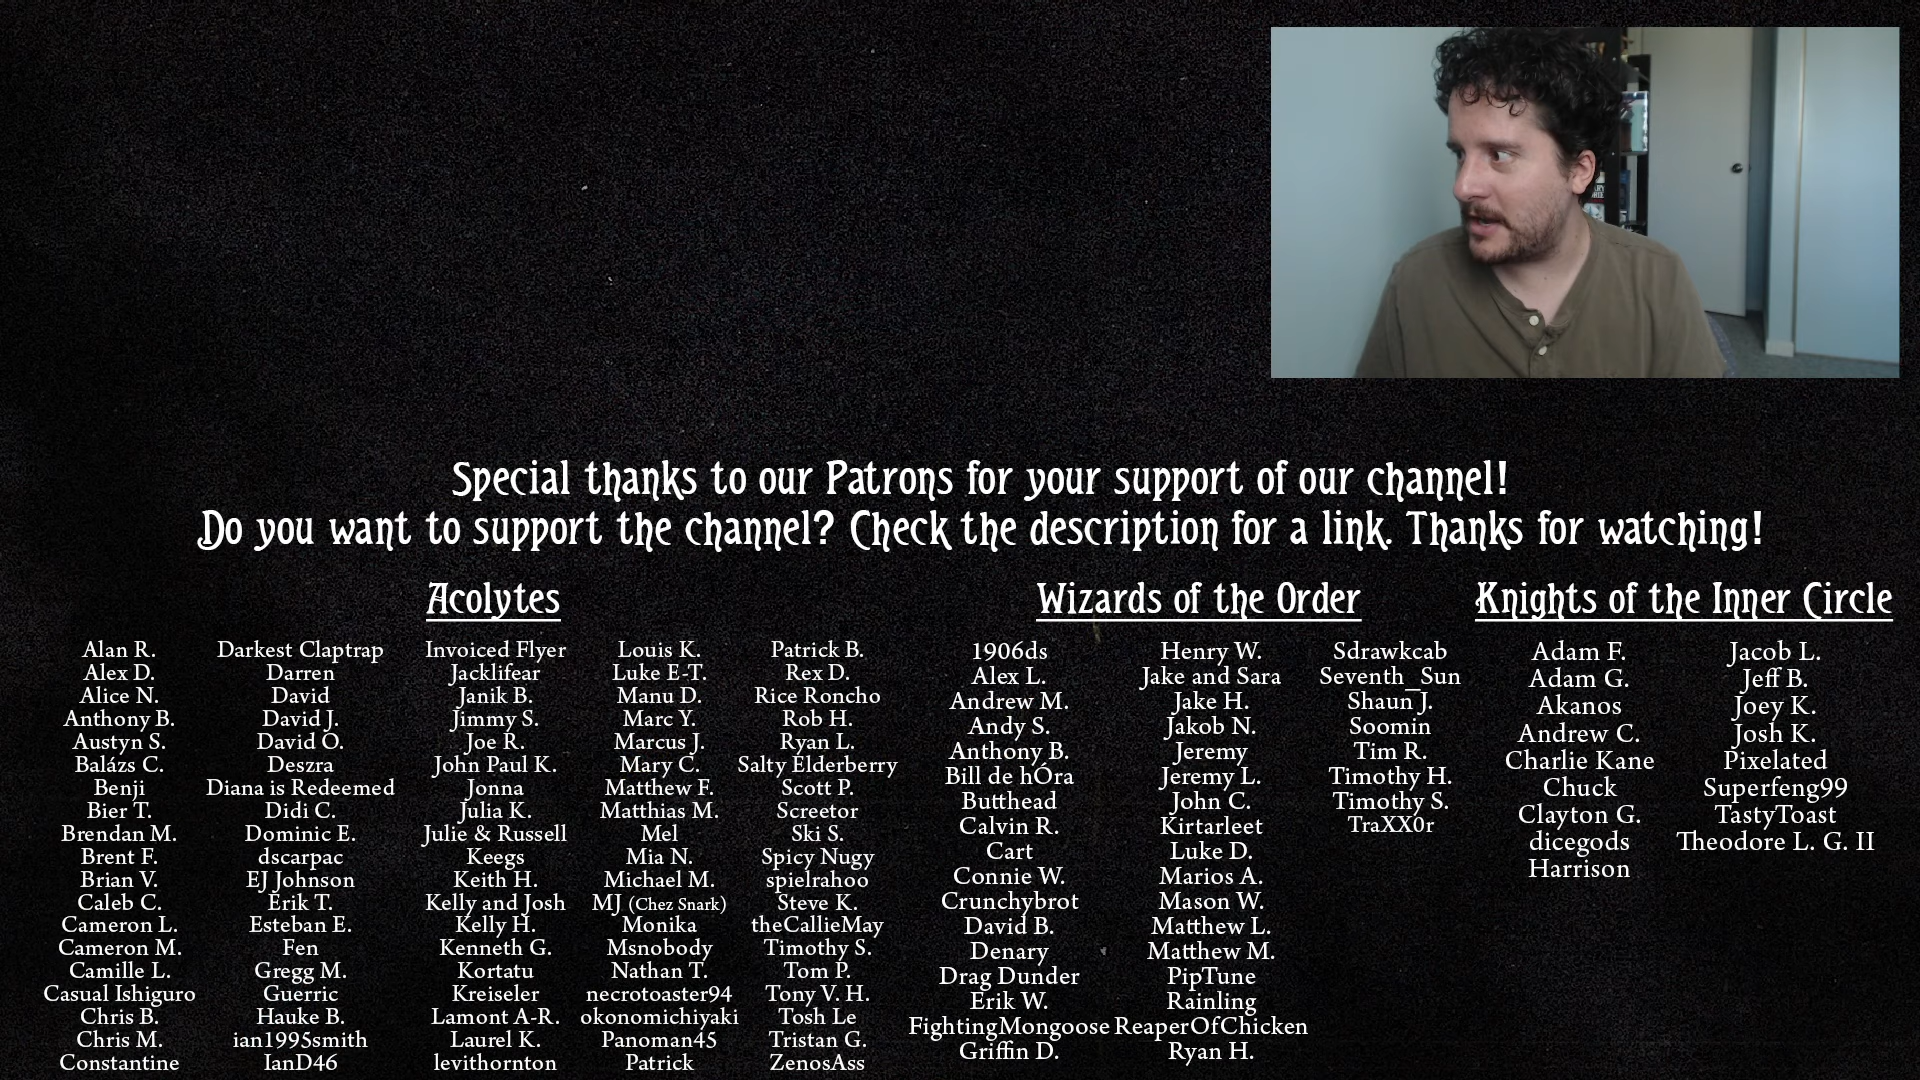 Special thanks to our Patrons for your support of our channel!
Do you want to support the channel? Check the description for a link. Thanks for watching!
Acolytes
Alan R.
Alex D.
Alice N.
Anthony B.
Austyn S.
Balázs C.
Benji
Bier T.
Brendan M.
Brent F.
Brian V.
Caleb C.
Cameron L.
Cameron M.
Camille L.
Casual Ishiguro
Chris B.
Chris M.
Constantine
Darkest Claptrap
Darren
David
David J.
David O.
Deszra
Diana is Redeemed
Didi C.
Dominic E.
dscarpac
EJ Johnson
Erik T.
Esteban E.
Fen
Gregg M.
Guerric
Hauke B.
ian1995smith
IanD46
Invoiced Flyer
Jacklifear
Janik B.
Jimmy S.
Joe R.
John Paul K.
Jonna
Julia K.
Julie & Russell
Keegs
Keith H.
Kelly and Josh
Kelly H.
Kenneth G.
Kortatu
Kreiseler
Lamont A-R.
Laurel K.
levithornton
Louis K.
Luke E-T.
Manu D.
Marc Y.
Marcus J.
Mary C.
Matthew F.
Matthias M.
Mel
Mia N.
Michael M.
MJ (Chez Snark)
Monika
Msnobody
Nathan T.
necrotoaster94
okonomichiyaki
Panoman45
Patrick
Patrick B.
Rex D.
Rice Roncho
Rob H.
Ryan L.
Salty Elderberry
Scott P.
Screetor
Ski S.
Spicy Nugy
spielrahoo
Steve K.
theCallieMay
Timothy S.
Tom P.
Tony V. H.
Tosh Le
Tristan G.
ZenosAss
Wizards of the Order
1906ds
Alex L.
Andrew M.
Andy S.
Anthony B.
Bill de hÓra
Butthead
Calvin R.
Cart
Connie W.
Crunchybrot
David B.
Denary
Drag Dunder
Erik W.
FightingMongoose
Griffin D.
Henry W.
Jake and Sara
Jake H.
Jakob N.
Jeremy
Jeremy L.
John C.
Kirtarleet
Luke D.
Marios A.
Mason W.
Matthew L.
Matthew M.
PipTune
Rainling
ReaperOfChicken
Ryan H.
Sdrawkcab
Seventh_Sun
Shaun J.
Soomin
Tim R.
Timothy H.
Timothy S.
TraXX0r
Knights of the Inner Circle
Adam F.
Adam G.
Akanos
Andrew C.
Charlie Kane
Chuck
Clayton G.
dicegods
Harrison
Jacob L.
Jeff B.
Joey K.
Josh K.
Pixelated
Superfeng99
TastyToast
Theodore L. G. II